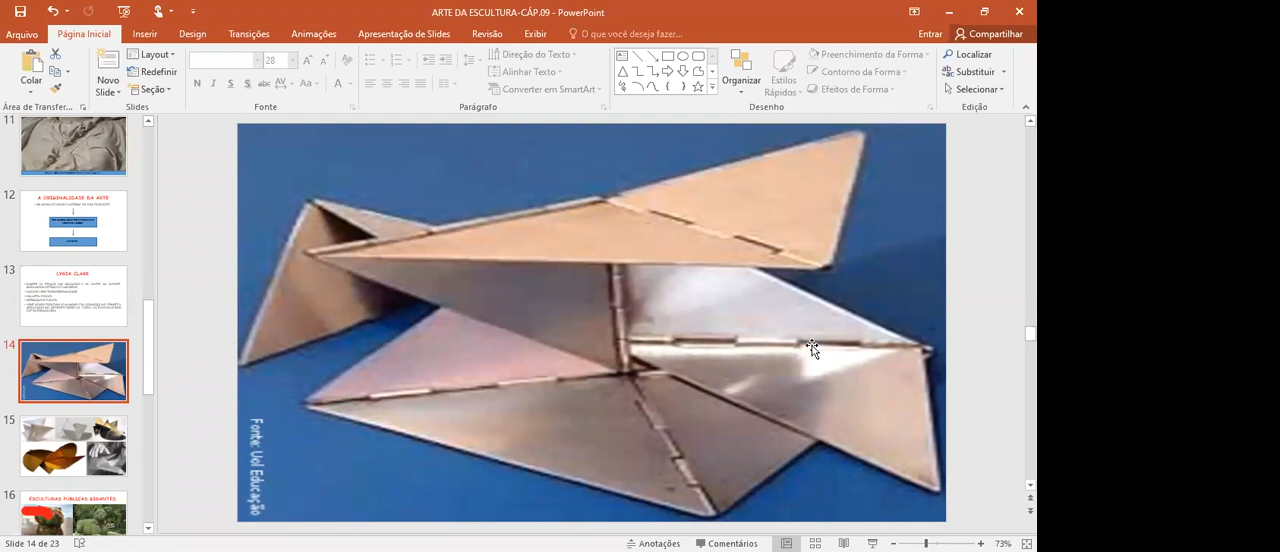 ARTE DA ESCULTURA-CÁP.09 - PowerPoint
Arquivo
Página Inicial
Inserir
Design
Transições
Animações
Apresentação de Slides
Revisão
Exibir
O que você deseja fazer...
Entrar
Compartilhar
Colar
Área de Transfer...
Novo
Slide
Layout
Redefinir
Seção
Slides
28
N I S S abc AV Aa A
Fonte
Parágrafo
Direção do Texto
Alinhar Texto
Converter em SmartArt
Organizar
Estilos
Rápidos
Preenchimento da Forma
Contorno da Forma
Efeitos de Forma
Desenho
Localizar
Substituir
Selecionar
Edição
11
12
A ORIGINALIDADE DA ARTE
13
LYGIA CLARK
14
15
16
ESCULTURAS PÚBLICAS GIGANTES
Fonte: Uol Educação
Slide 14 de 23
Anotações
Comentários
73%